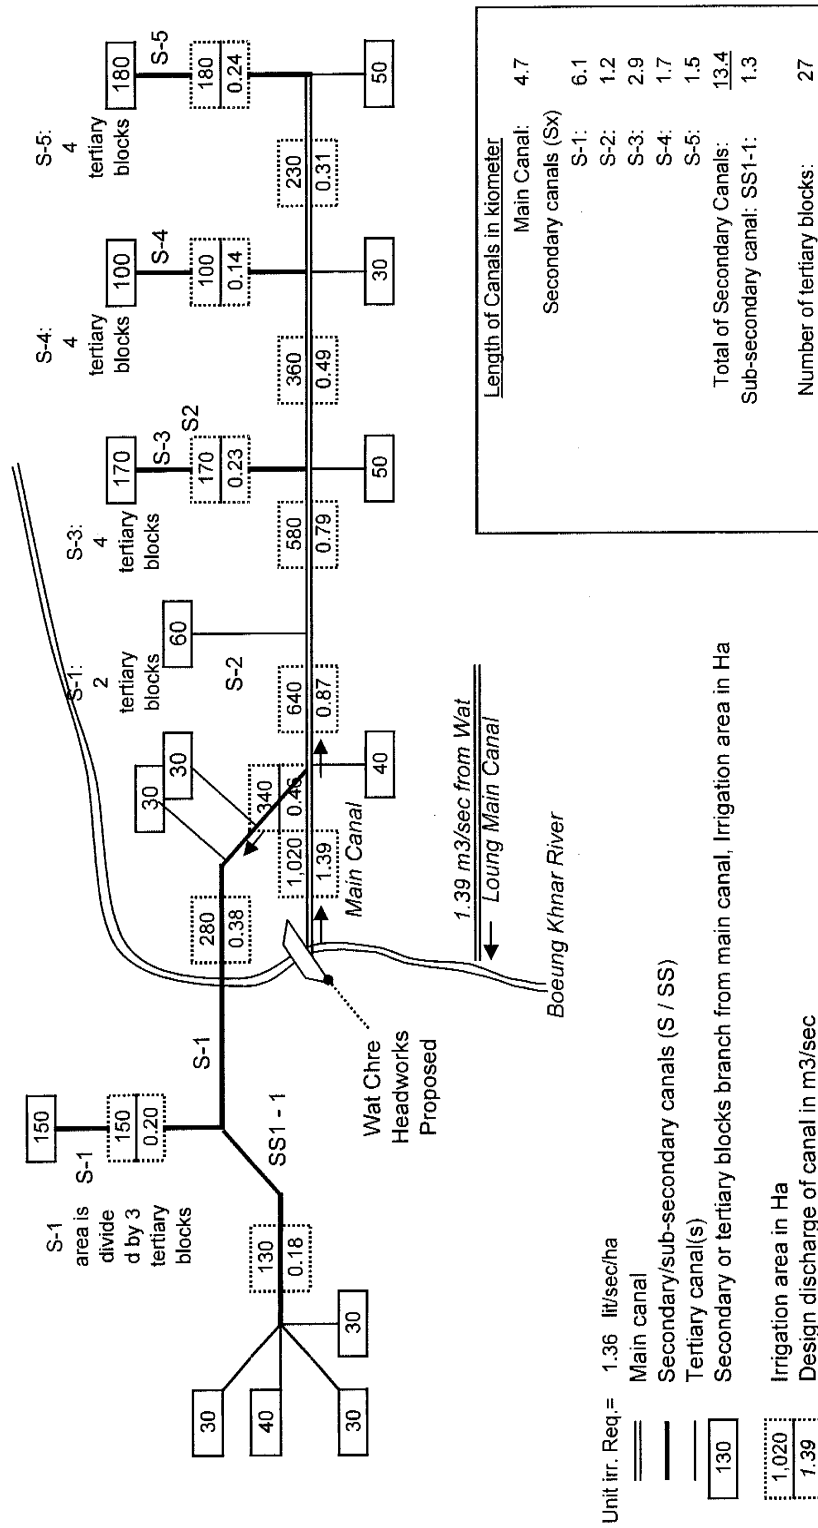 S-1
area is
divide
d by 3
tertiary
blocks
150
S-1
150
0.20
S-1
280
0.38
SS1 - 1
130
0.18
30
40
30
30
Wat Chre
Headworks
Proposed
30
30
340
0.46
1,020
1.39
Main Canal
40
S-1:
2
tertiary
blocks
60
S-2
640
0.87
S-3:
4
tertiary
blocks
170
S-3
S2
170
0.23
580
0.79
50
S-4:
4
tertiary
blocks
100
S-4
100
0.14
360
0.49
30
S-5:
4
tertiary
blocks
180
S-5
180
0.24
230
0.31
50
1.39 m3/sec from Wat
Loung Main Canal
Boeung Khnar River
Unit irr. Req.= 1.36 lit/sec/ha
Main canal
Secondary/sub-secondary canals (S / SS)
Tertiary canal(s)
130 Secondary or tertiary blocks branch from main canal, Irrigation area in Ha
1,020 Irrigation area in Ha
1.39 Design discharge of canal in m3/sec
Length of Canals in kiometer
Main Canal: 4.7
Secondary canals (Sx)
S-1: 6.1
S-2: 1.2
S-3: 2.9
S-4: 1.7
S-5: 1.5
Total of Secondary Canals: 13.4
Sub-secondary canal: SS1-1: 1.3
Number of tertiary blocks: 27